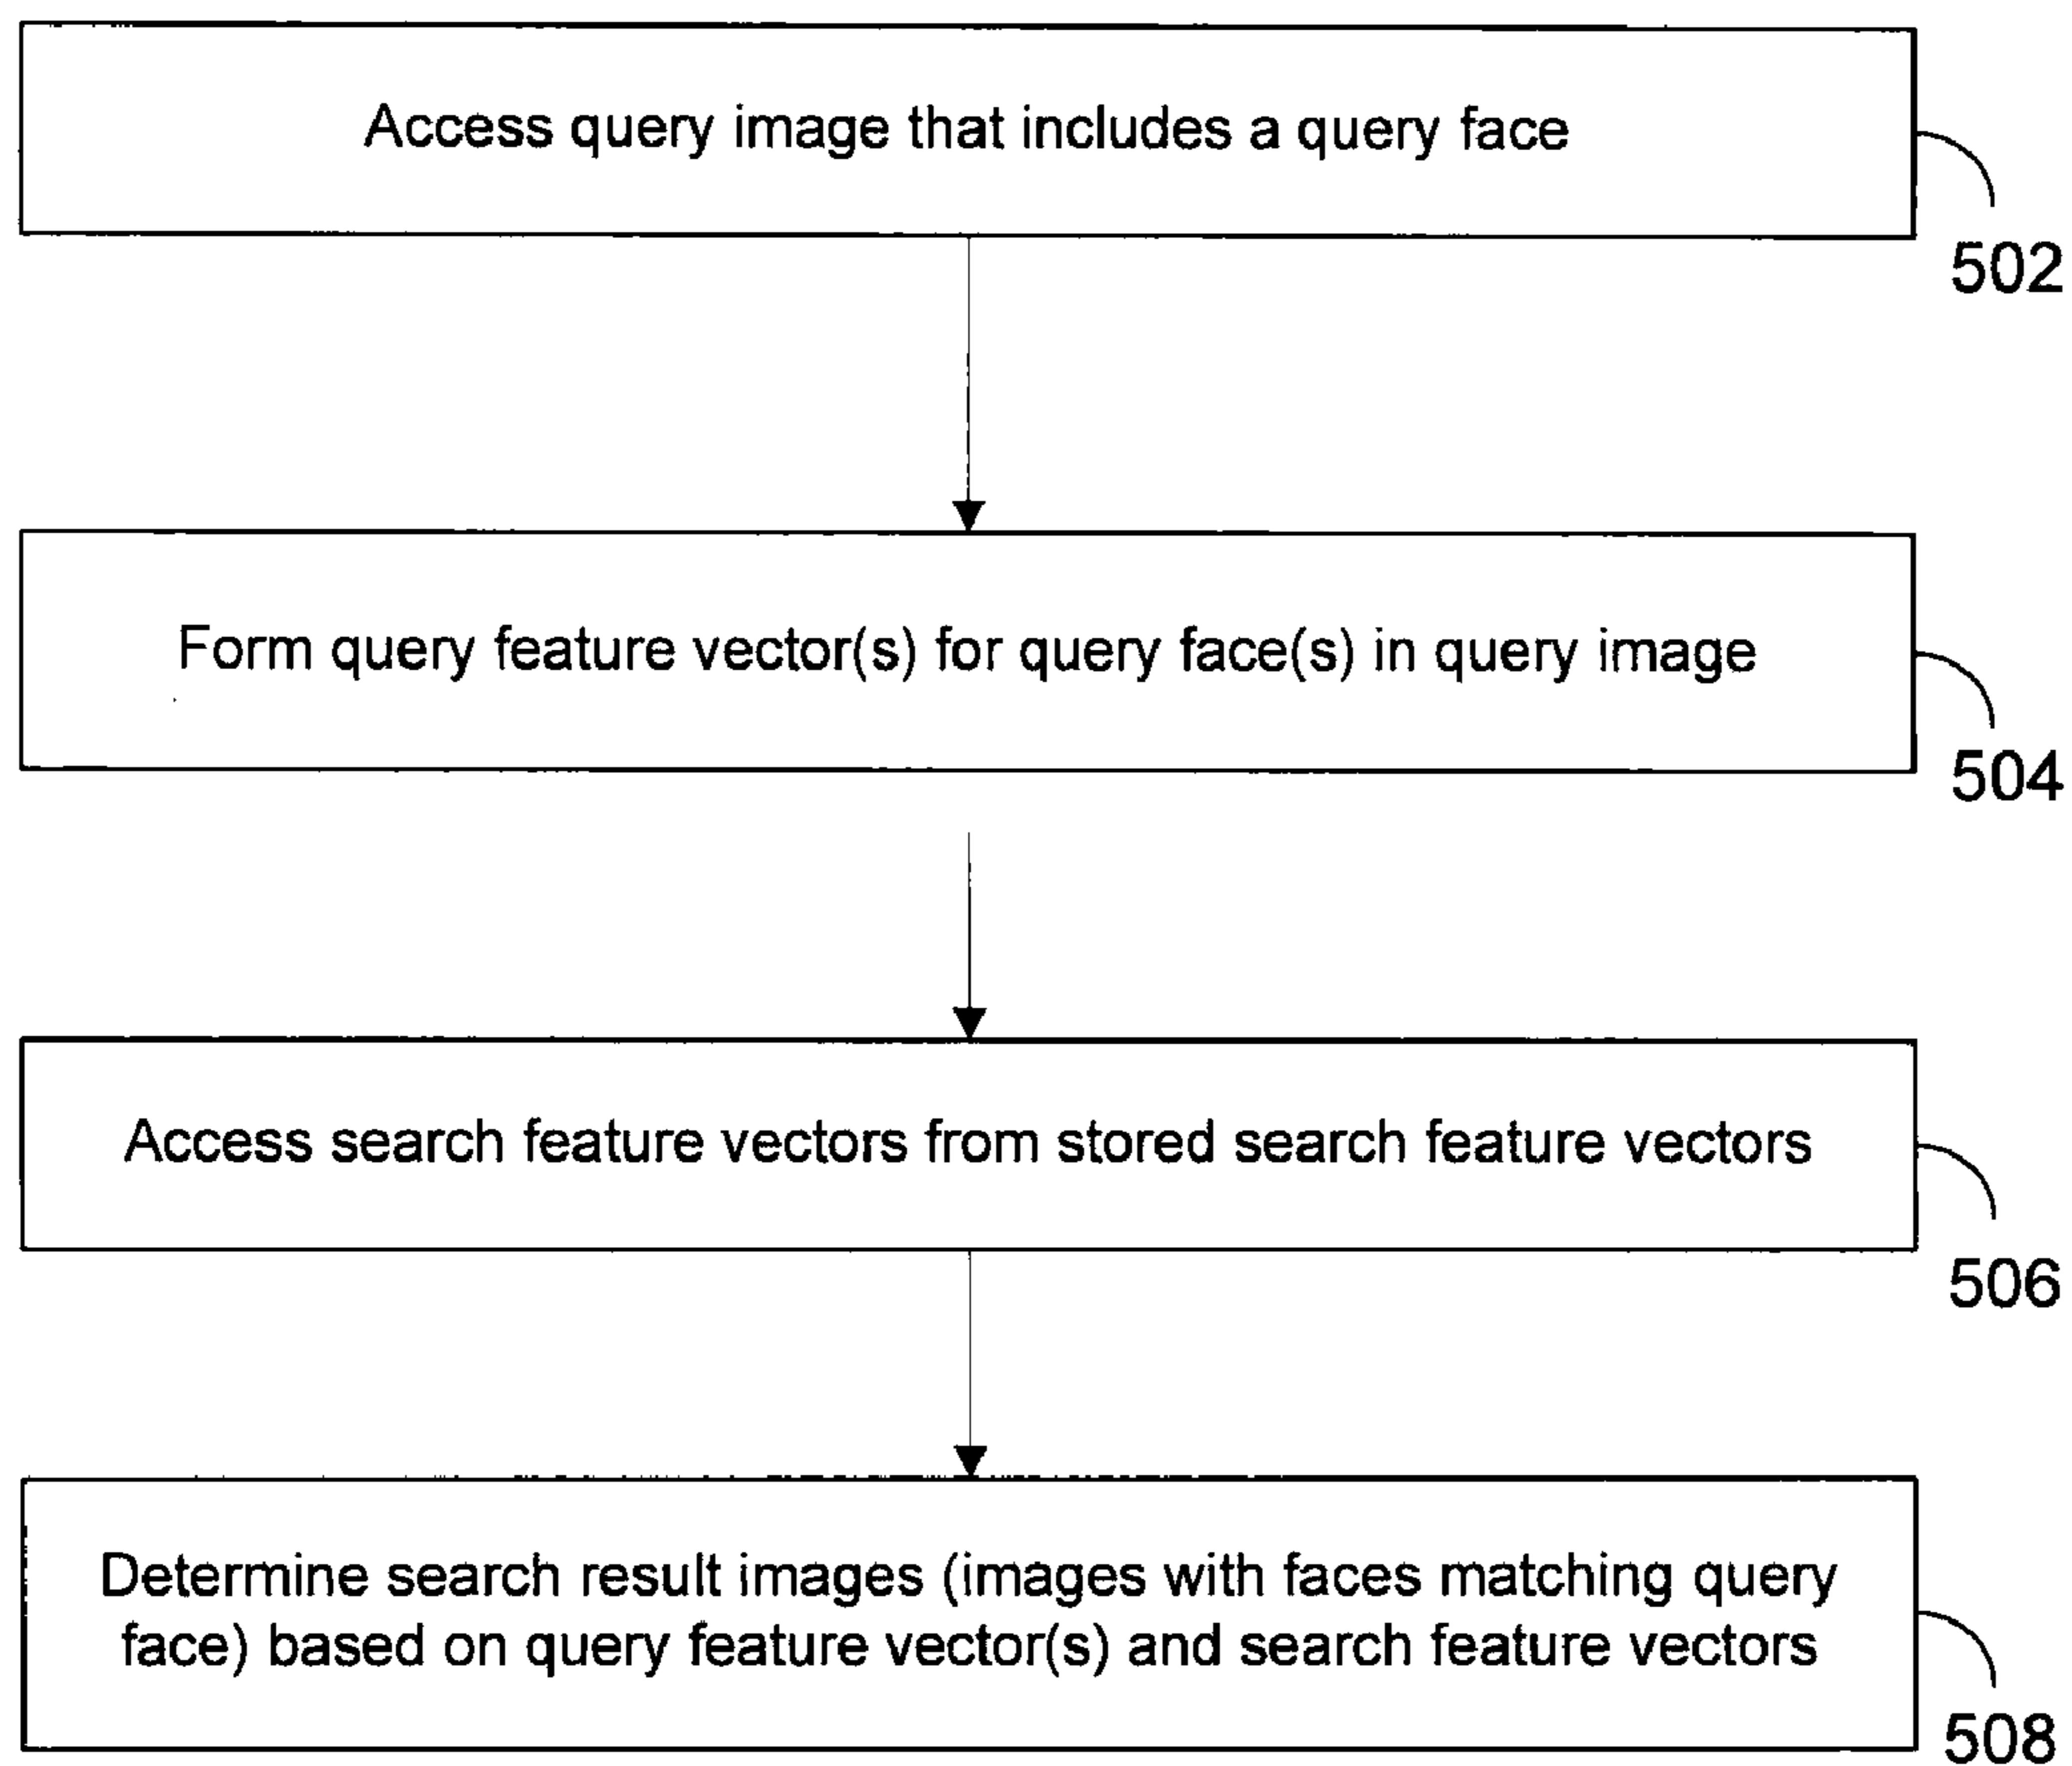 Access query image that includes a query face
502
Form query feature vector(s) for query face(s) in query image
504
Access search feature vectors from stored search feature vectors
506
Determine search result images (images with faces matching query
face) based on query feature vector(s) and search feature vectors
508